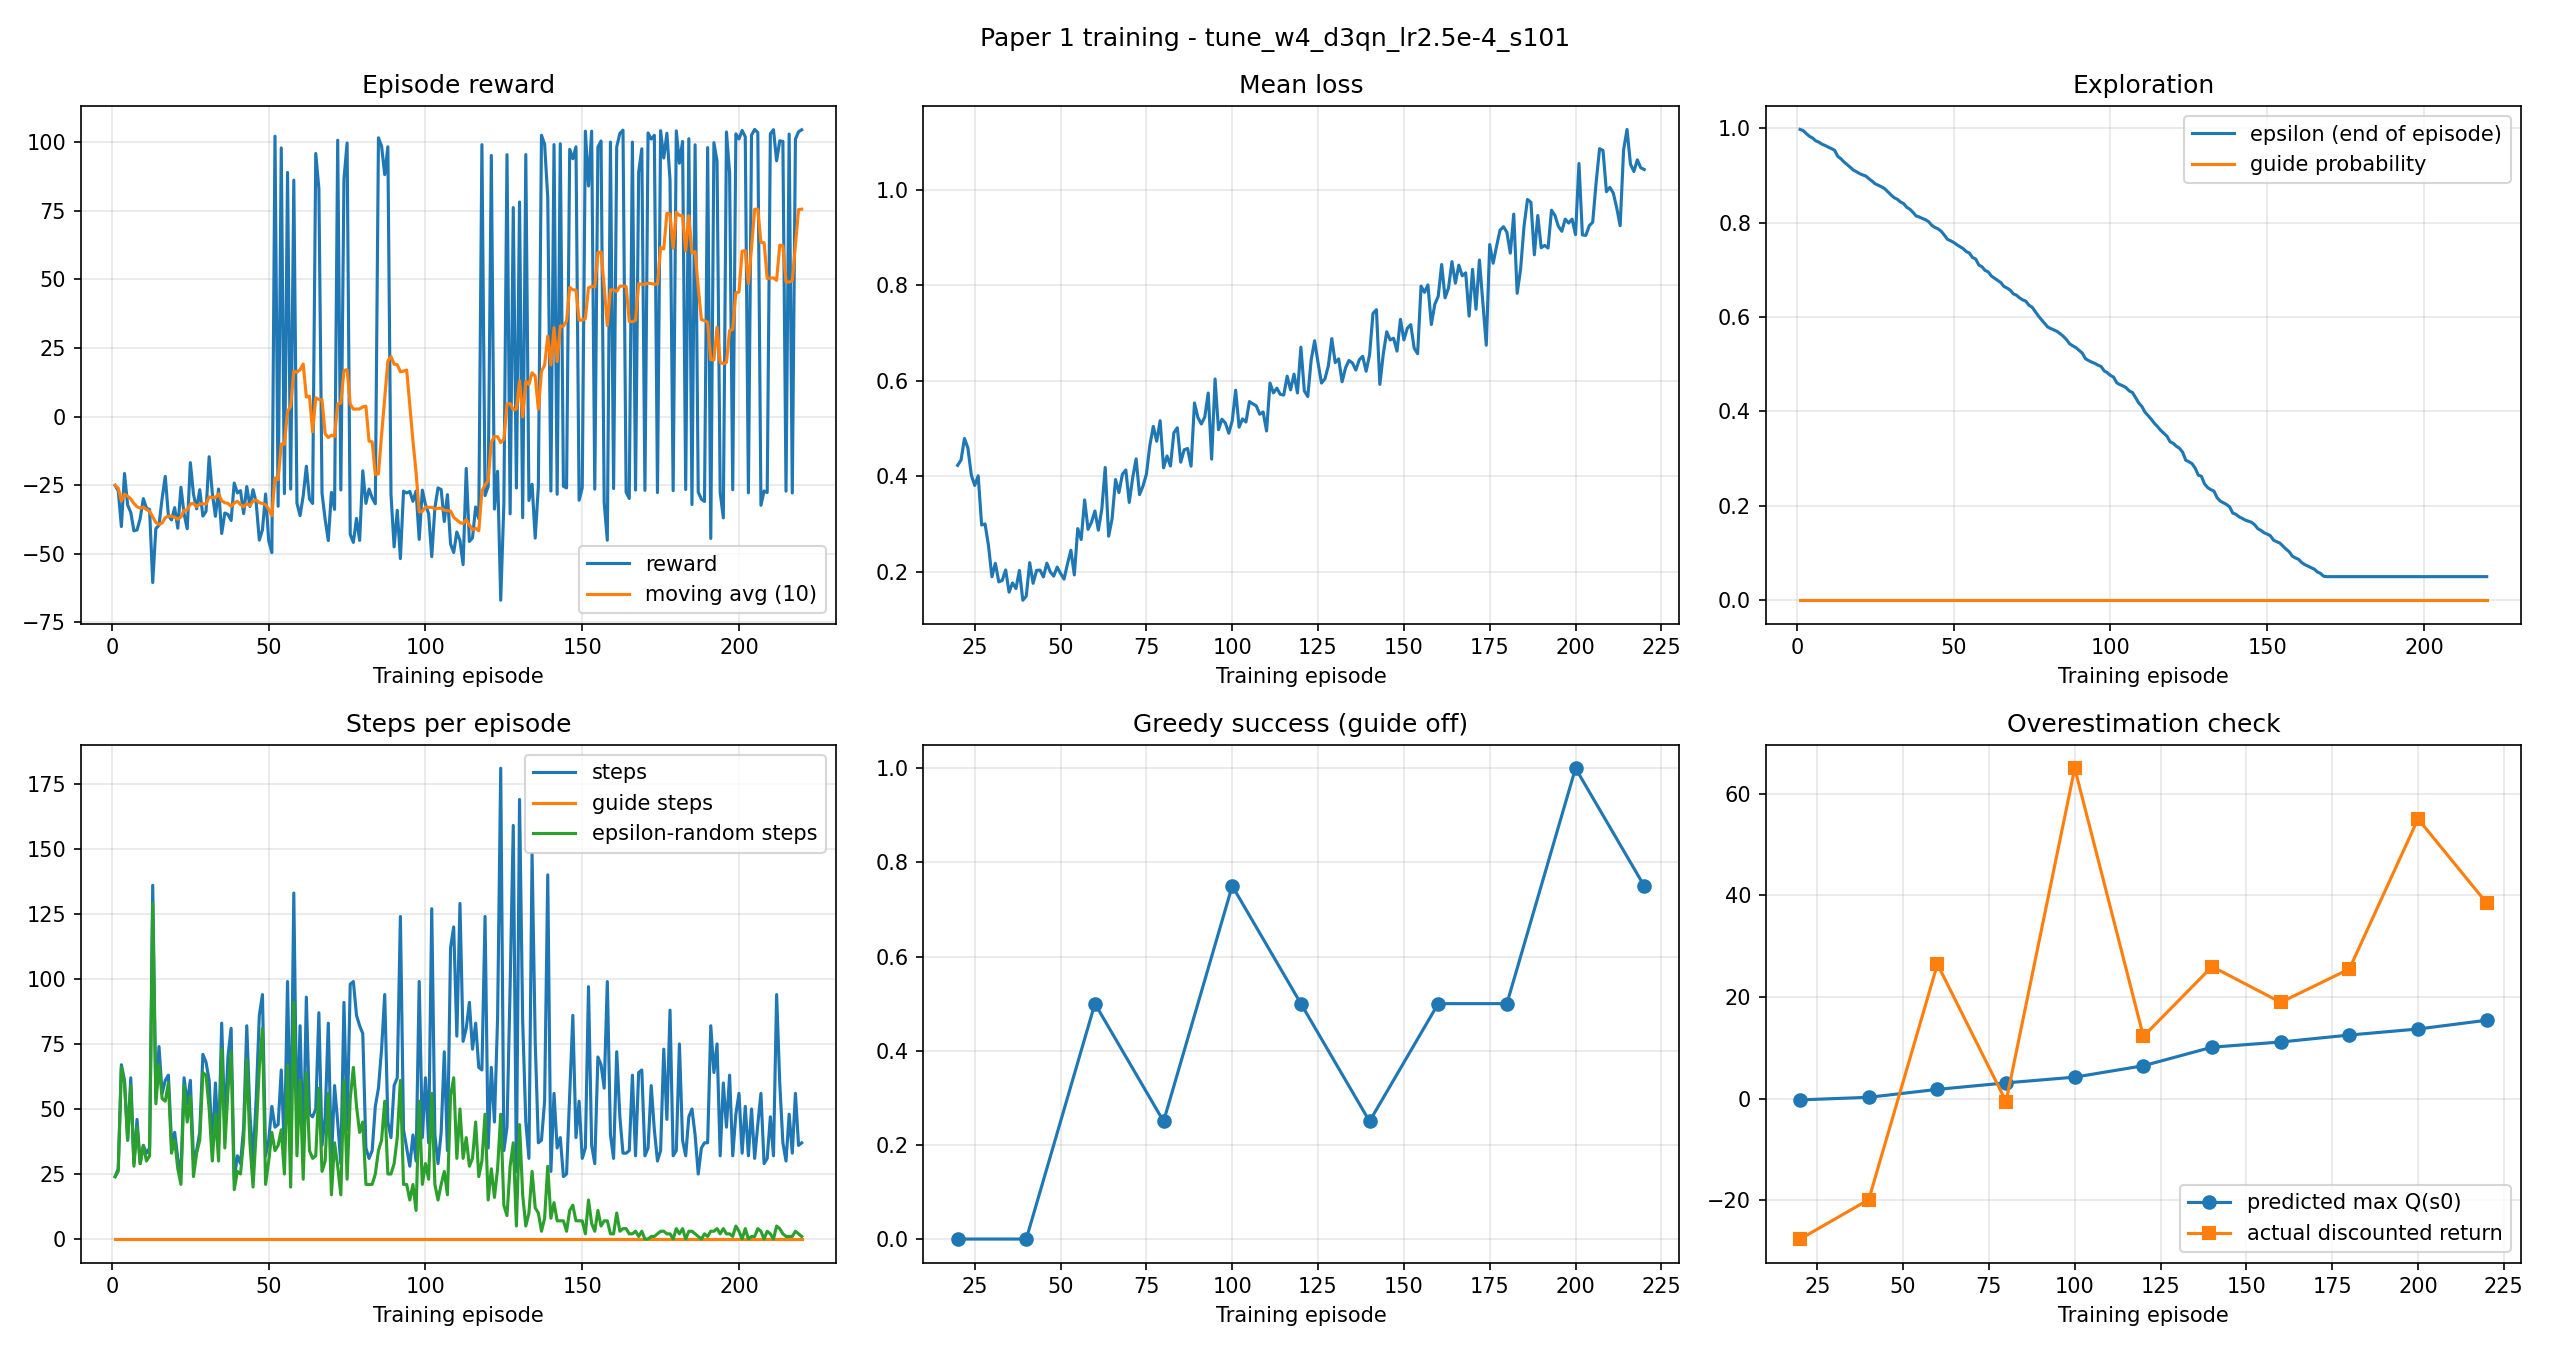 Paper 1 training - tune_w4_d3qn_lr2.5e-4_s101
Episode reward
100
75
50
25
0
−25
−50
−75
0 50 100 150 200
Training episode
reward
moving avg (10)
Mean loss
1.0
0.8
0.6
0.4
0.2
25 50 75 100 125 150 175 200 225
Training episode
Exploration
1.0
0.8
0.6
0.4
0.2
0.0
0 50 100 150 200
Training episode
epsilon (end of episode)
guide probability
Steps per episode
175
150
125
100
75
50
25
0
0 50 100 150 200
Training episode
steps
guide steps
epsilon-random steps
Greedy success (guide off)
1.0
0.8
0.6
0.4
0.2
0.0
25 50 75 100 125 150 175 200 225
Training episode
Overestimation check
60
40
20
0
−20
25 50 75 100 125 150 175 200 225
Training episode
predicted max Q(s0)
actual discounted return